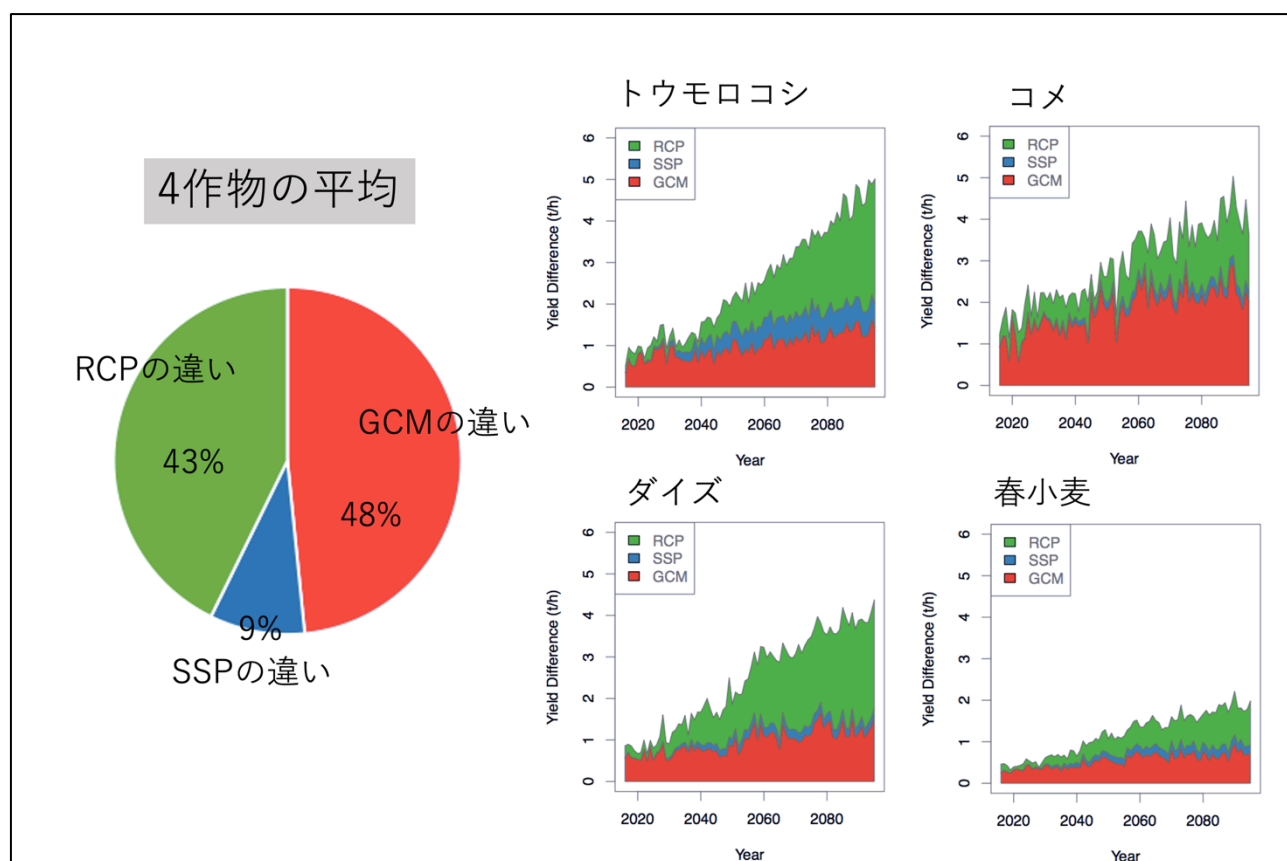 4作物の平均
RCPの違い
43%
GCMの違い
48%
9%
SSPの違い
トウモロコシ
RCP
SSP
GCM
Yield Difference (t/h)
6
5
4
3
2
1
0
2020
2040
2060
2080
Year
コメ
RCP
SSP
GCM
Yield Difference (t/h)
6
5
4
3
2
1
0
2020
2040
2060
2080
Year
ダイズ
RCP
SSP
GCM
Yield Difference (t/h)
6
5
4
3
2
1
0
2020
2040
2060
2080
Year
春小麦
RCP
SSP
GCM
Yield Difference (t/h)
6
5
4
3
2
1
0
2020
2040
2060
2080
Year